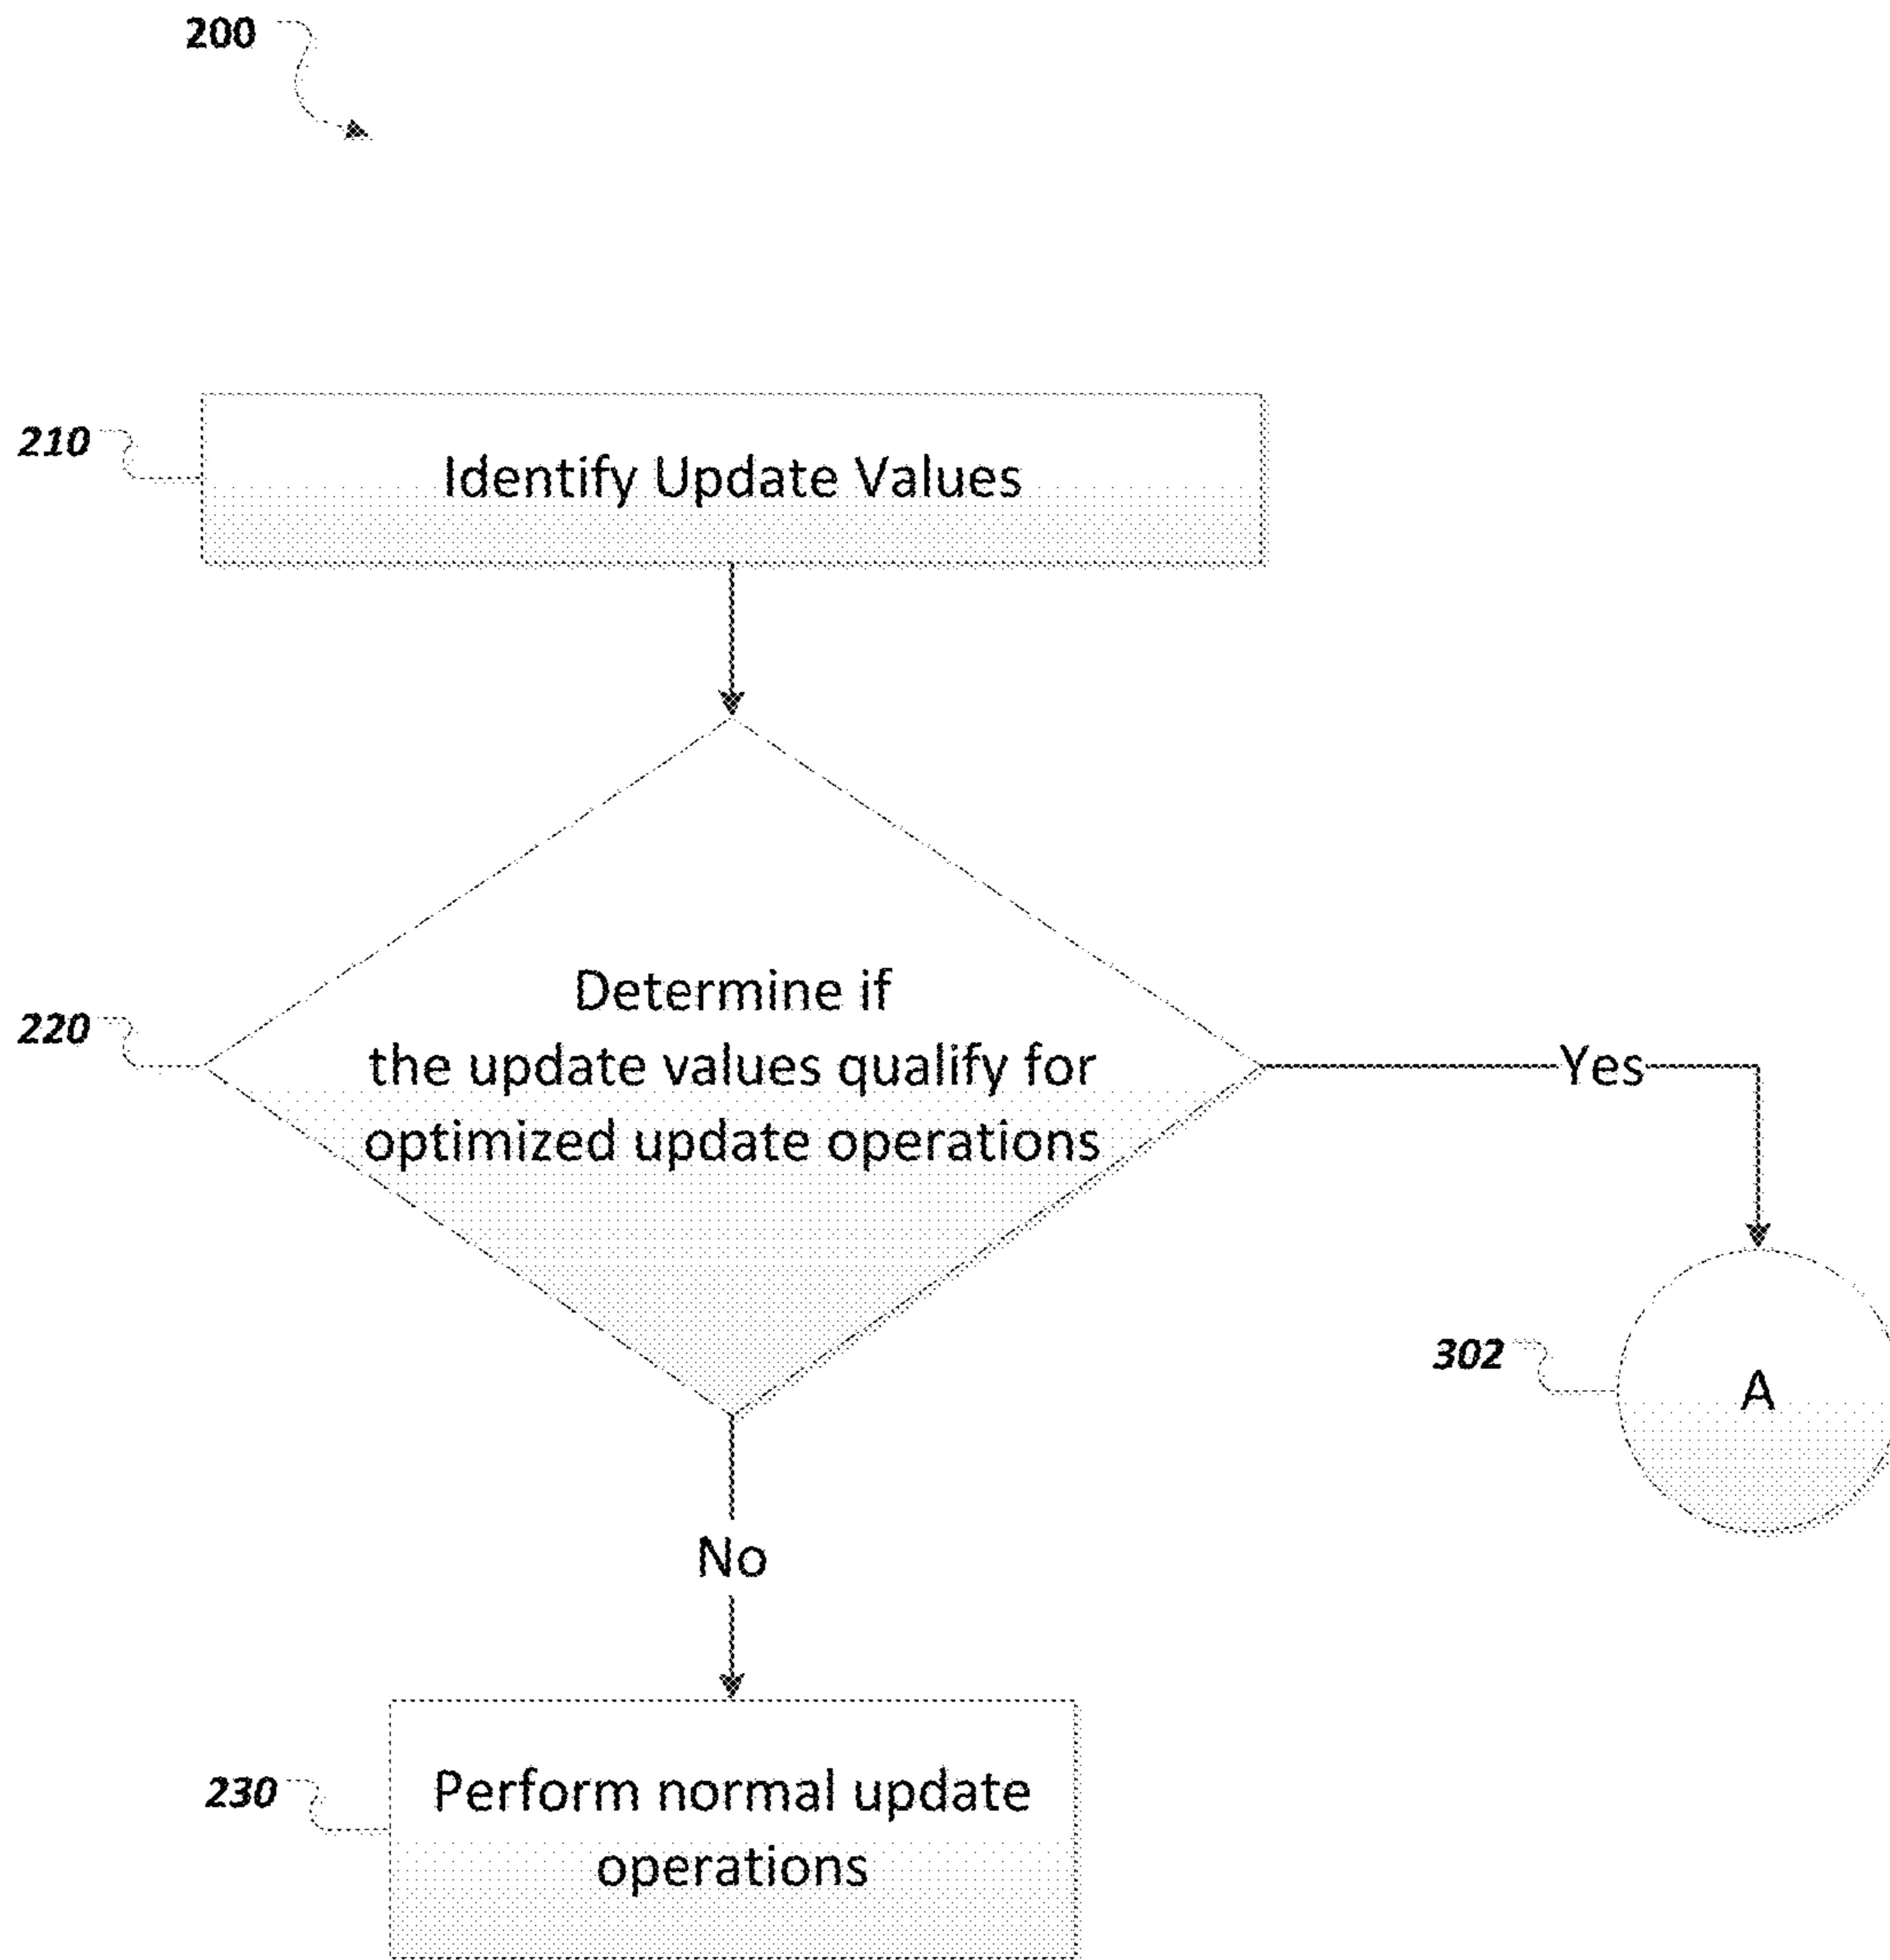 200
210
Identify Update Values
220
Determine if
the update values qualify for
optimized update operations
Yes
302
A
No
230
Perform normal update
operations